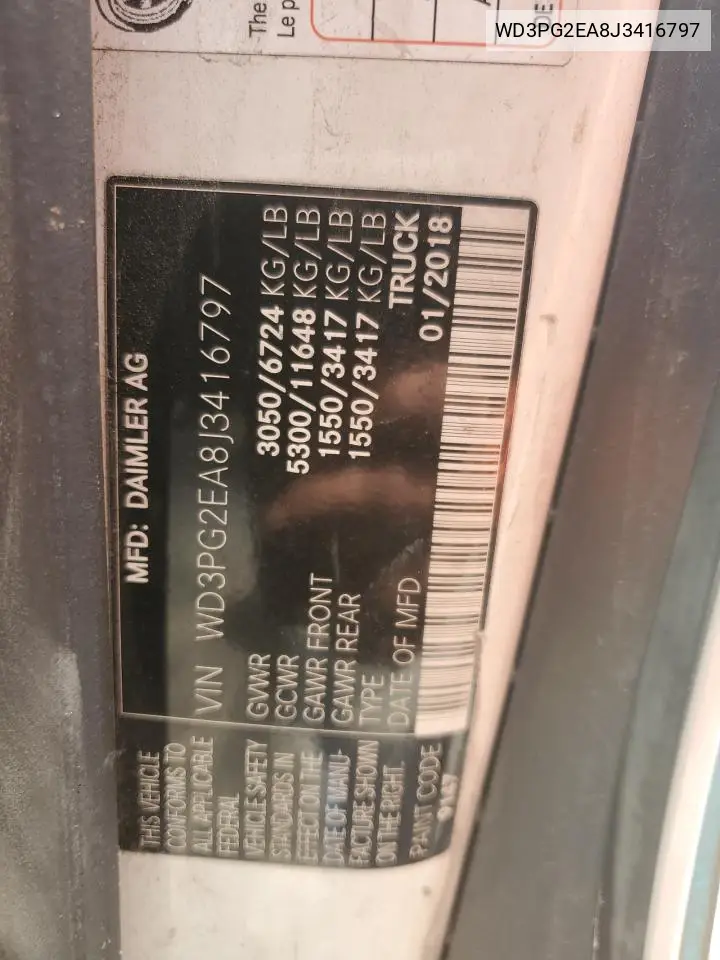 WD3PG2EA8J3416797
The
Le p
DE
MFD: DAIMLER AG
VIN WD3PG2EA8J3416797
GVWR 3050/6724 KG/LB
GCWR 5300/11648 KG/LB
GAWR FRONT 1550/3417 KG/LB
GAWR REAR 1550/3417 KG/LB
TYPE TRUCK
DATE OF MFD 01/2018
THIS VEHICLE
CONFORMS TO
ALL APPLICABLE
FEDERAL
VEHICLE SAFETY
STANDARDS IN
EFFECT ON THE
DATE OF MANU-
FACTURE SHOWN
ON THE RIGHT.
PAINT CODE
9147